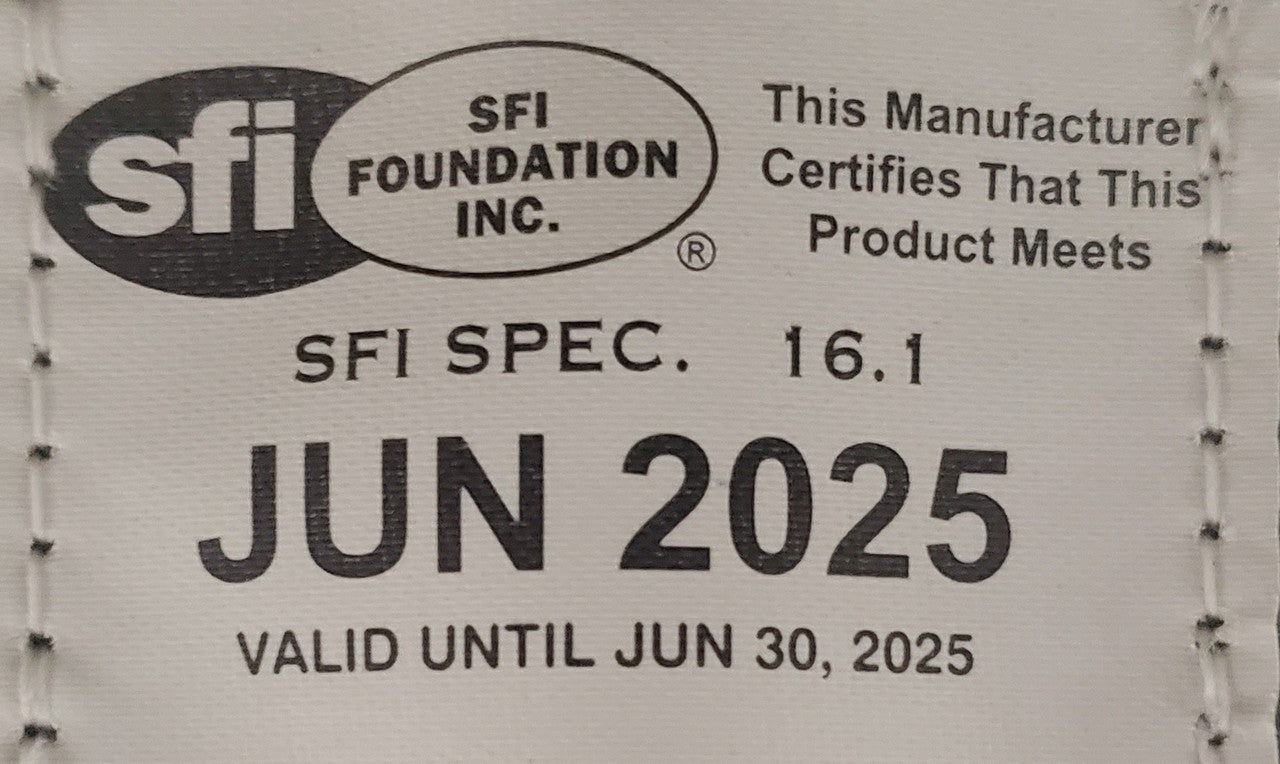 sfi
SFI
FOUNDATION
INC.
®
This Manufacturer
Certifies That This
Product Meets
SFI SPEC. 16.1
JUN 2025
VALID UNTIL JUN 30, 2025